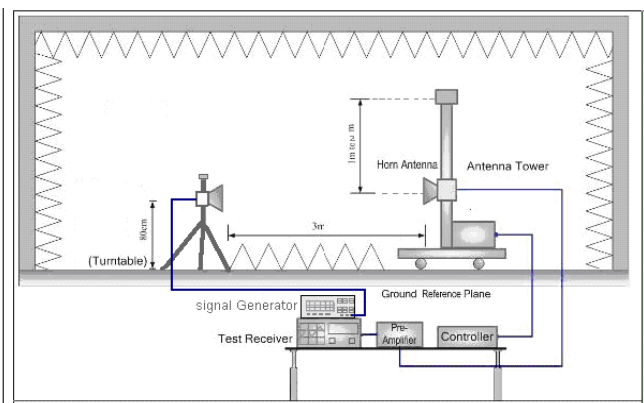 Horn Antenna
Antenna Tower
3m
80cm
(Turntable)
Ground Reference Plane
signal Generator
Test Receiver
Pre-
Amplifier
Controller